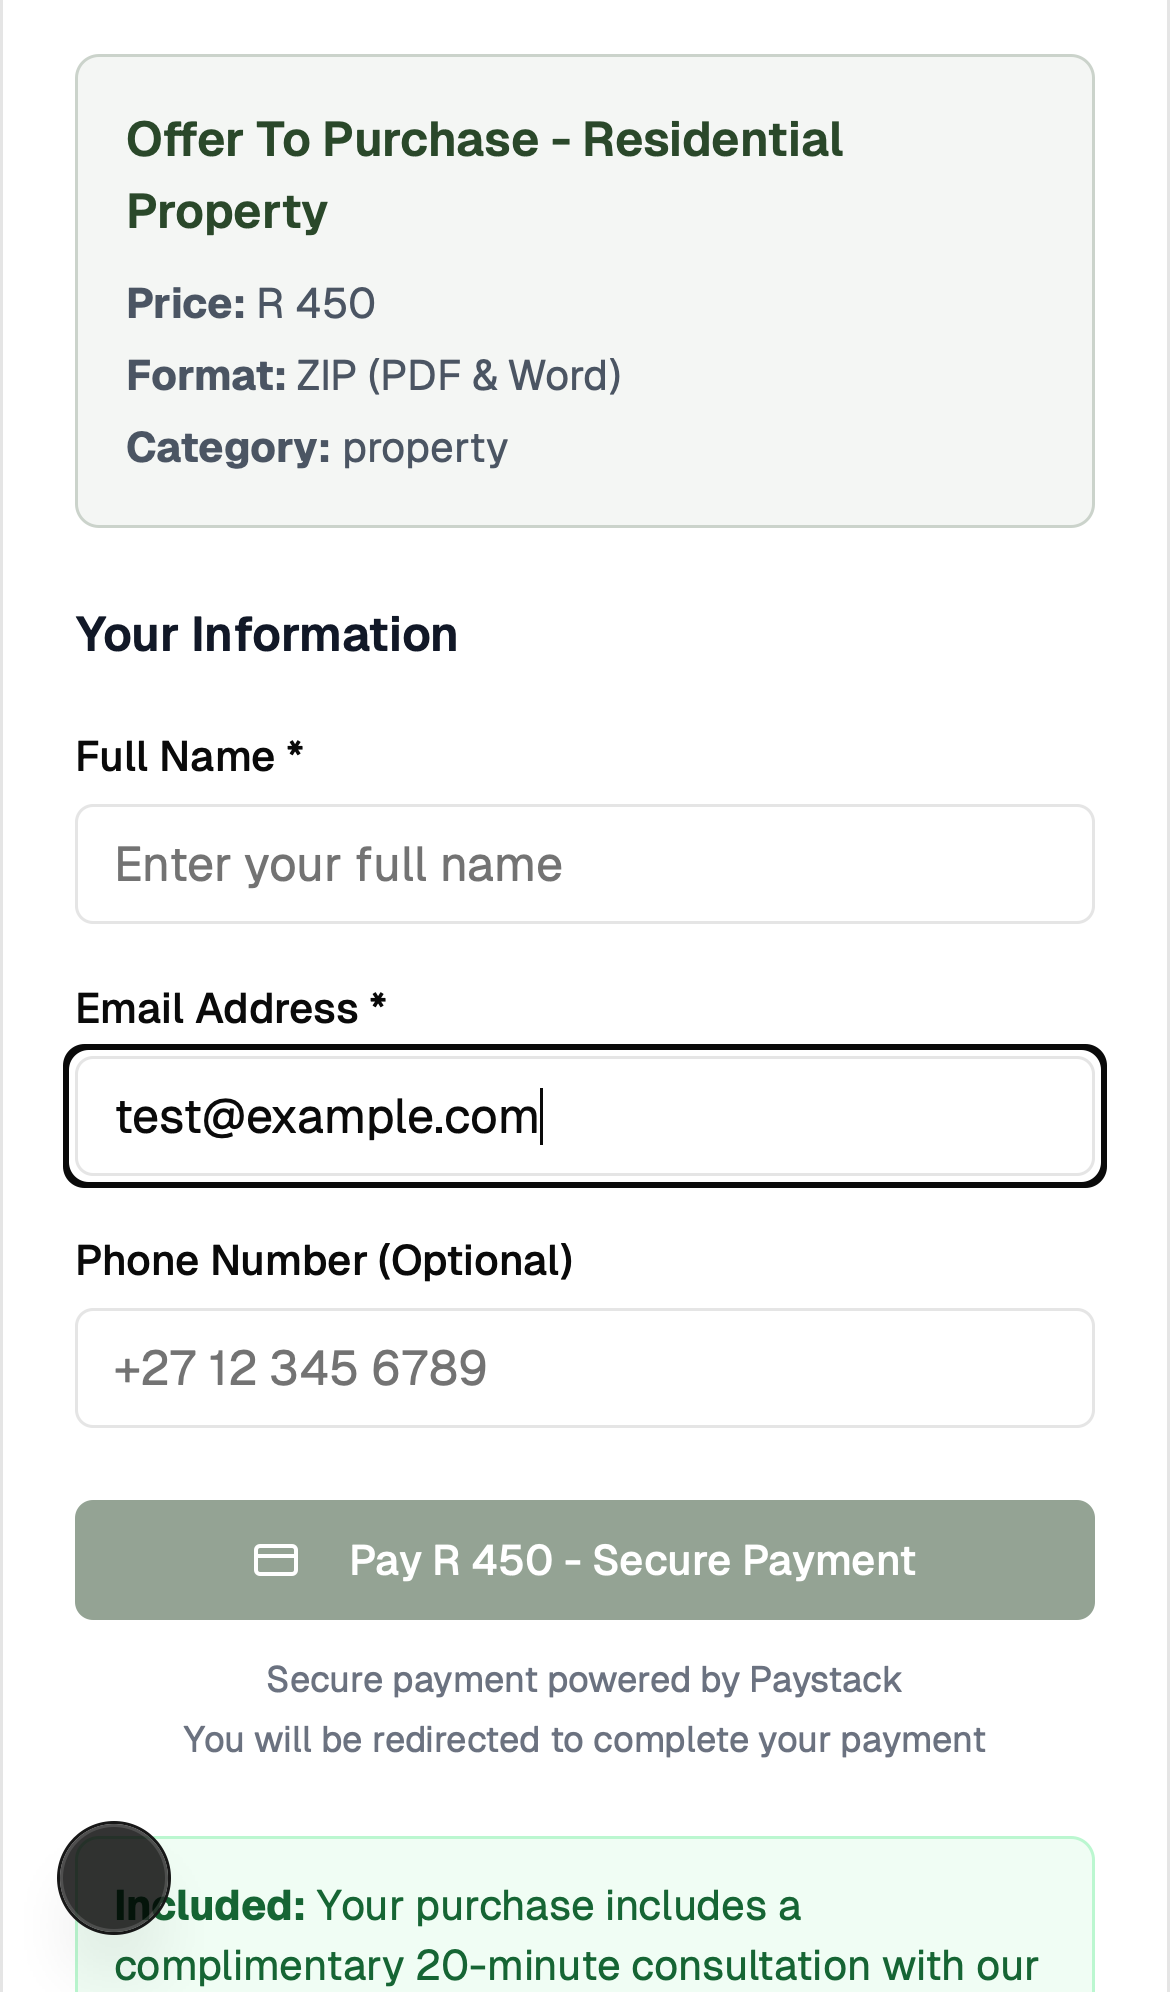 Offer To Purchase - Residential
Property
Price: R 450
Format: ZIP (PDF & Word)
Category: property
Your Information
Full Name *
Enter your full name
Email Address *
test@example.com
Phone Number (Optional)
+27 12 345 6789
Pay R 450 - Secure Payment
Secure payment powered by Paystack
You will be redirected to complete your payment
Included: Your purchase includes a
complimentary 20-minute consultation with our